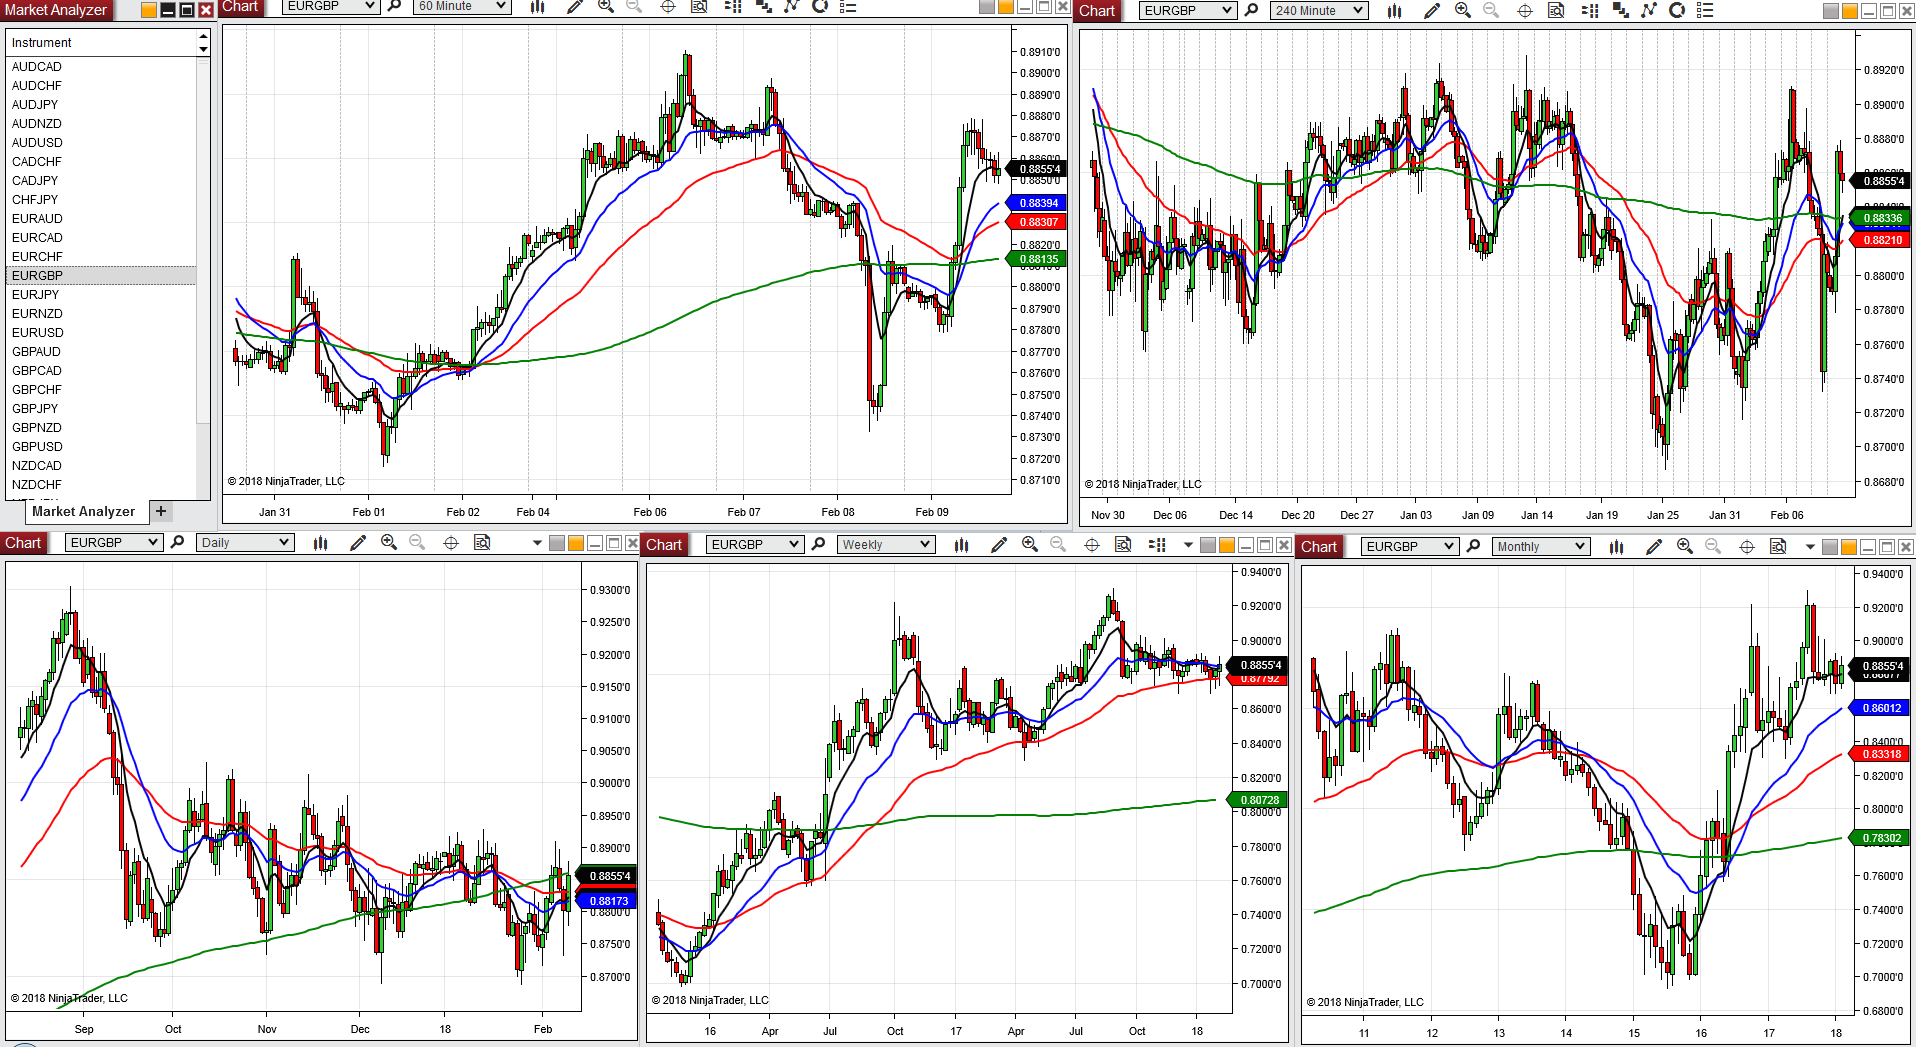 Market Analyzer
Instrument
AUDCAD
AUDCHF
AUDJPY
AUDNZD
AUDUSD
CADCHF
CADJPY
CHFJPY
EURAUD
EURCAD
EURCHF
EURGBP
EURJPY
EURNZD
EURUSD
GBPAUD
GBPCAD
GBPCHF
GBPJPY
GBPNZD
GBPUSD
NZDCAD
NZDCHF
Market Analyzer +
Chart EURGBP 60 Minute
0.8910'0
0.8900'0
0.8890'0
0.8880'0
0.8870'0
0.8855'4
0.8850'0
0.88394
0.88307
0.8820'0
0.88135
0.8800'0
0.8790'0
0.8780'0
0.8770'0
0.8760'0
0.8750'0
0.8740'0
0.8730'0
0.8720'0
0.8710'0
© 2018 NinjaTrader, LLC
Jan 31 Feb 01 Feb 02 Feb 04 Feb 06 Feb 07 Feb 08 Feb 09
Chart EURGBP 240 Minute
0.8920'0
0.8900'0
0.8880'0
0.8855'4
0.88336
0.88210
0.8800'0
0.8780'0
0.8760'0
0.8740'0
0.8720'0
0.8700'0
0.8680'0
© 2018 NinjaTrader, LLC
Nov 30 Dec 06 Dec 14 Dec 20 Dec 27 Jan 03 Jan 09 Jan 14 Jan 19 Jan 25 Jan 31 Feb 06
Chart EURGBP Daily
0.9300'0
0.9250'0
0.9200'0
0.9150'0
0.9100'0
0.9050'0
0.9000'0
0.8950'0
0.8900'0
0.8855'4
0.88173
0.8800'0
0.8750'0
0.8700'0
© 2018 NinjaTrader, LLC
Sep Oct Nov Dec 18 Feb
Chart EURGBP Weekly
0.9400'0
0.9200'0
0.9000'0
0.8855'4
0.87792
0.8600'0
0.8400'0
0.8200'0
0.80728
0.8000'0
0.7800'0
0.7600'0
0.7400'0
0.7200'0
0.7000'0
© 2018 NinjaTrader, LLC
16 Apr Jul Oct 17 Apr Jul Oct 18
Chart EURGBP Monthly
0.9400'0
0.9200'0
0.9000'0
0.8855'4
0.86012
0.8400'0
0.83318
0.8200'0
0.8000'0
0.78302
0.7600'0
0.7400'0
0.7200'0
0.7000'0
0.6800'0
© 2018 NinjaTrader, LLC
11 12 13 14 15 16 17 18